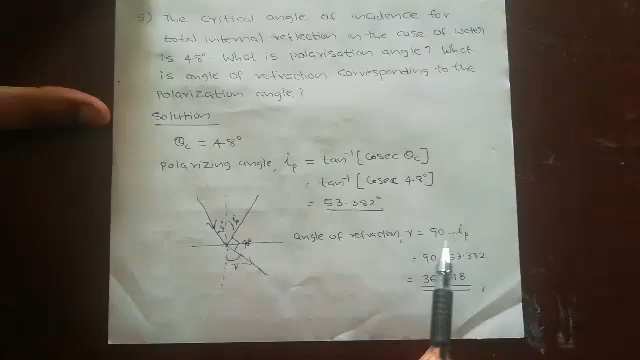 5) The critical angle of incidence for
total internal reflection in the case of water
is 48°. What is polarisation angle? What
is angle of refraction corresponding to the
polarization angle?
Solution
θc = 48°
polarizing angle, ip = tan⁻¹ [cosec θc]
= tan⁻¹ [cosec 48°]
= 53.382°
angle of refraction, r = 90 - ip
= 90 53.382
= 18